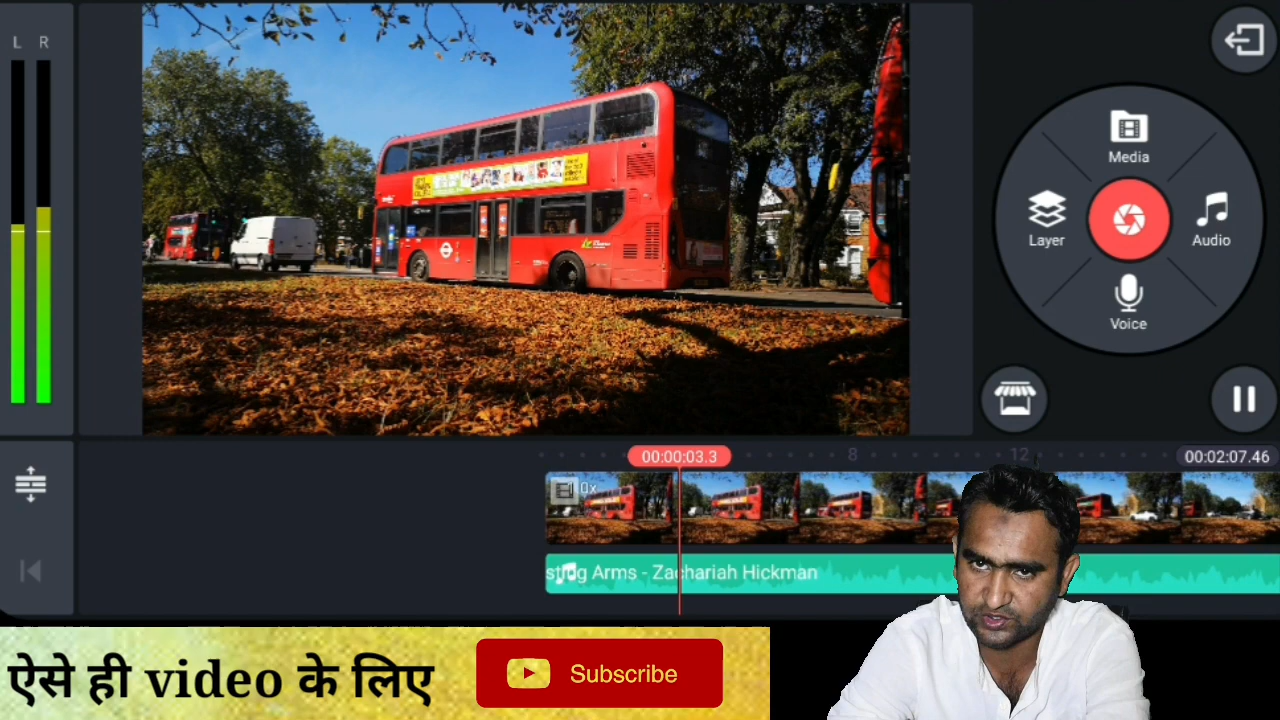 L R
Media
Layer
Audio
Voice
00:00:03.3
8
12
00:02:07.46
0x
sting Arms - Zachariah Hickman
ऐसे ही video के लिए
Subscribe